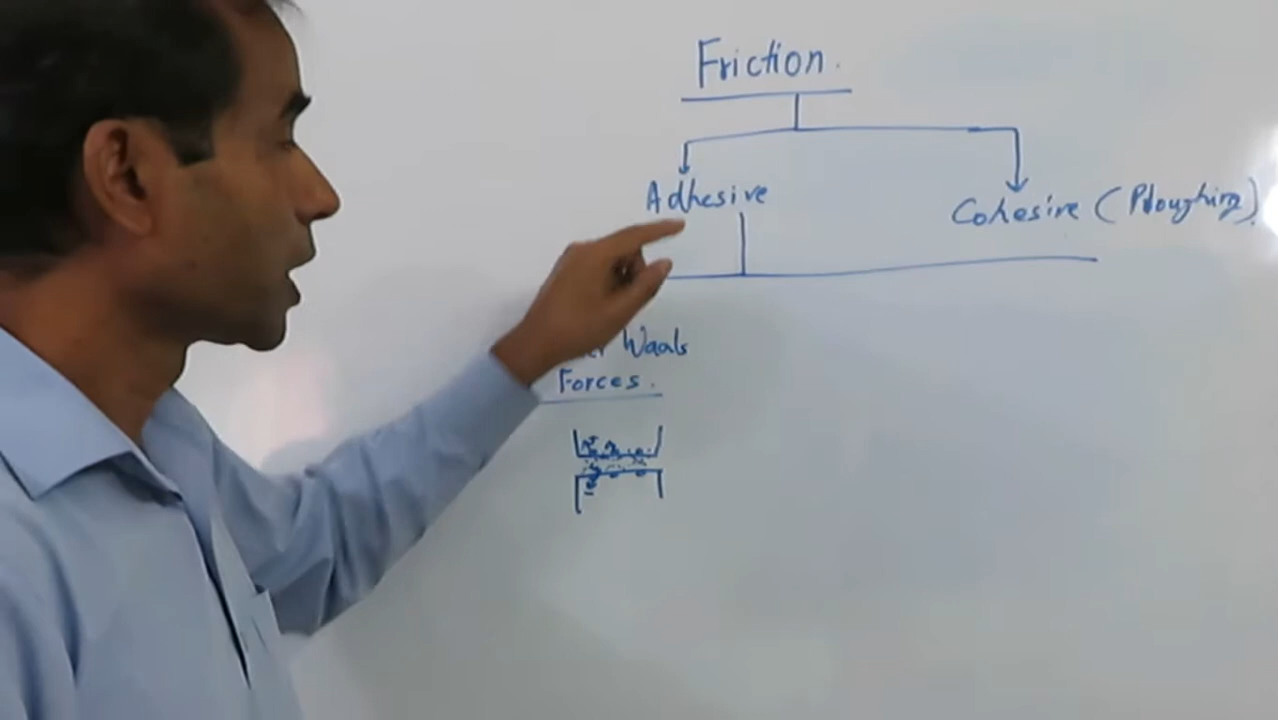 Friction.
Adhesive
Cohesive (Ploughing).
Waals
Forces.